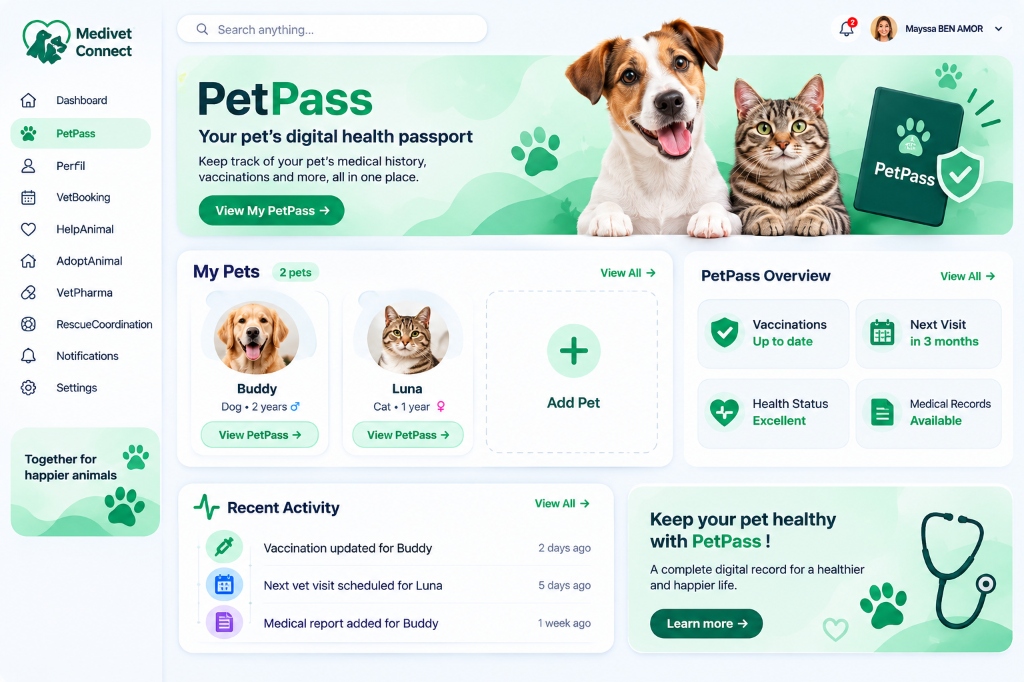 Medivet
Connect
Search anything...
2
Mayssa BEN AMOR
Dashboard
PetPass
Perfil
VetBooking
HelpAnimal
AdoptAnimal
VetPharma
RescueCoordination
Notifications
Settings
Together for
happier animals
PetPass
Your pet's digital health passport
Keep track of your pet's medical history,
vaccinations and more, all in one place.
View My PetPass →
PetPass
My Pets
2 pets
View All →
Buddy
Dog • 2 years ♂
View PetPass →
Luna
Cat • 1 year ♀
View PetPass →
Add Pet
PetPass Overview
View All →
Vaccinations
Up to date
Next Visit
in 3 months
Health Status
Excellent
Medical Records
Available
Recent Activity
View All →
Vaccination updated for Buddy
2 days ago
Next vet visit scheduled for Luna
5 days ago
Medical report added for Buddy
1 week ago
Keep your pet healthy
with PetPass !
A complete digital record for a healthier
and happier life.
Learn more →